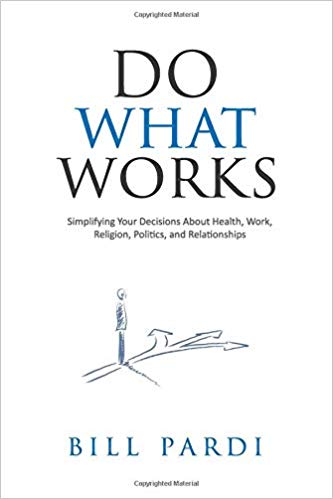 Copyrighted Material
DO
WHAT
WORKS
Simplifying Your Decisions About Health, Work,
Religion, Politics, and Relationships
BILL PARDI
Copyrighted Material